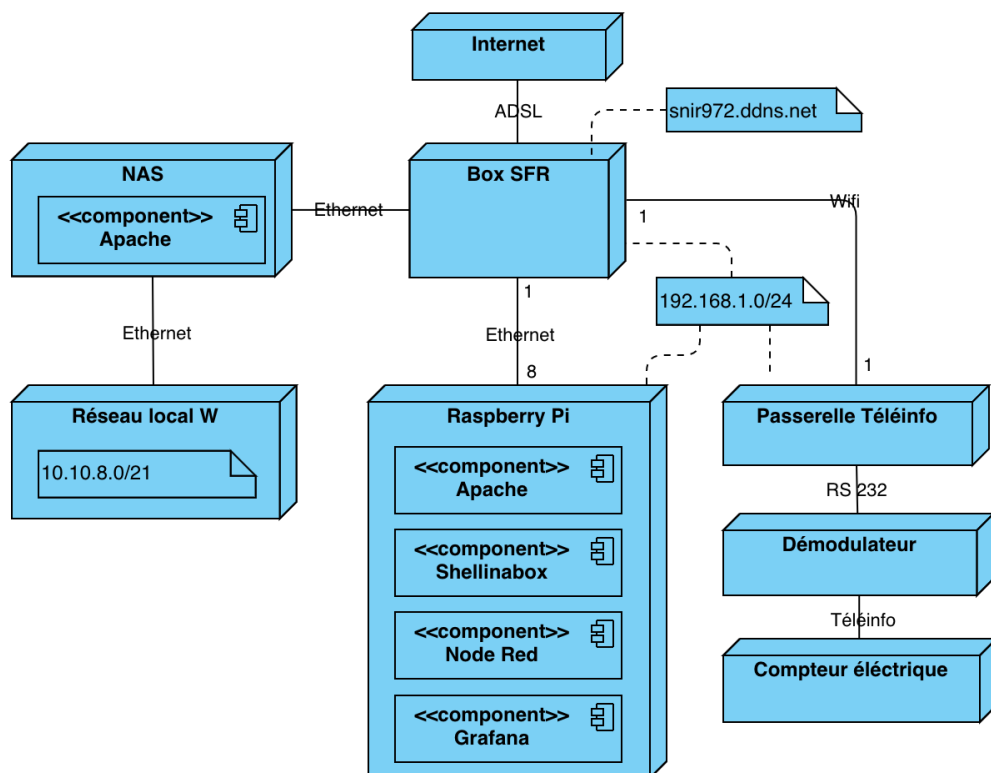 Internet
ADSL
snir972.ddns.net
NAS
<<component>>
Apache
Ethernet
Box SFR
1
Wifi
192.168.1.0/24
1
Ethernet
Ethernet
8
1
Réseau local W
10.10.8.0/21
Raspberry Pi
<<component>>
Apache
<<component>>
Shellinabox
<<component>>
Node Red
<<component>>
Grafana
Passerelle Téléinfo
RS 232
Démodulateur
Téléinfo
Compteur éléctrique